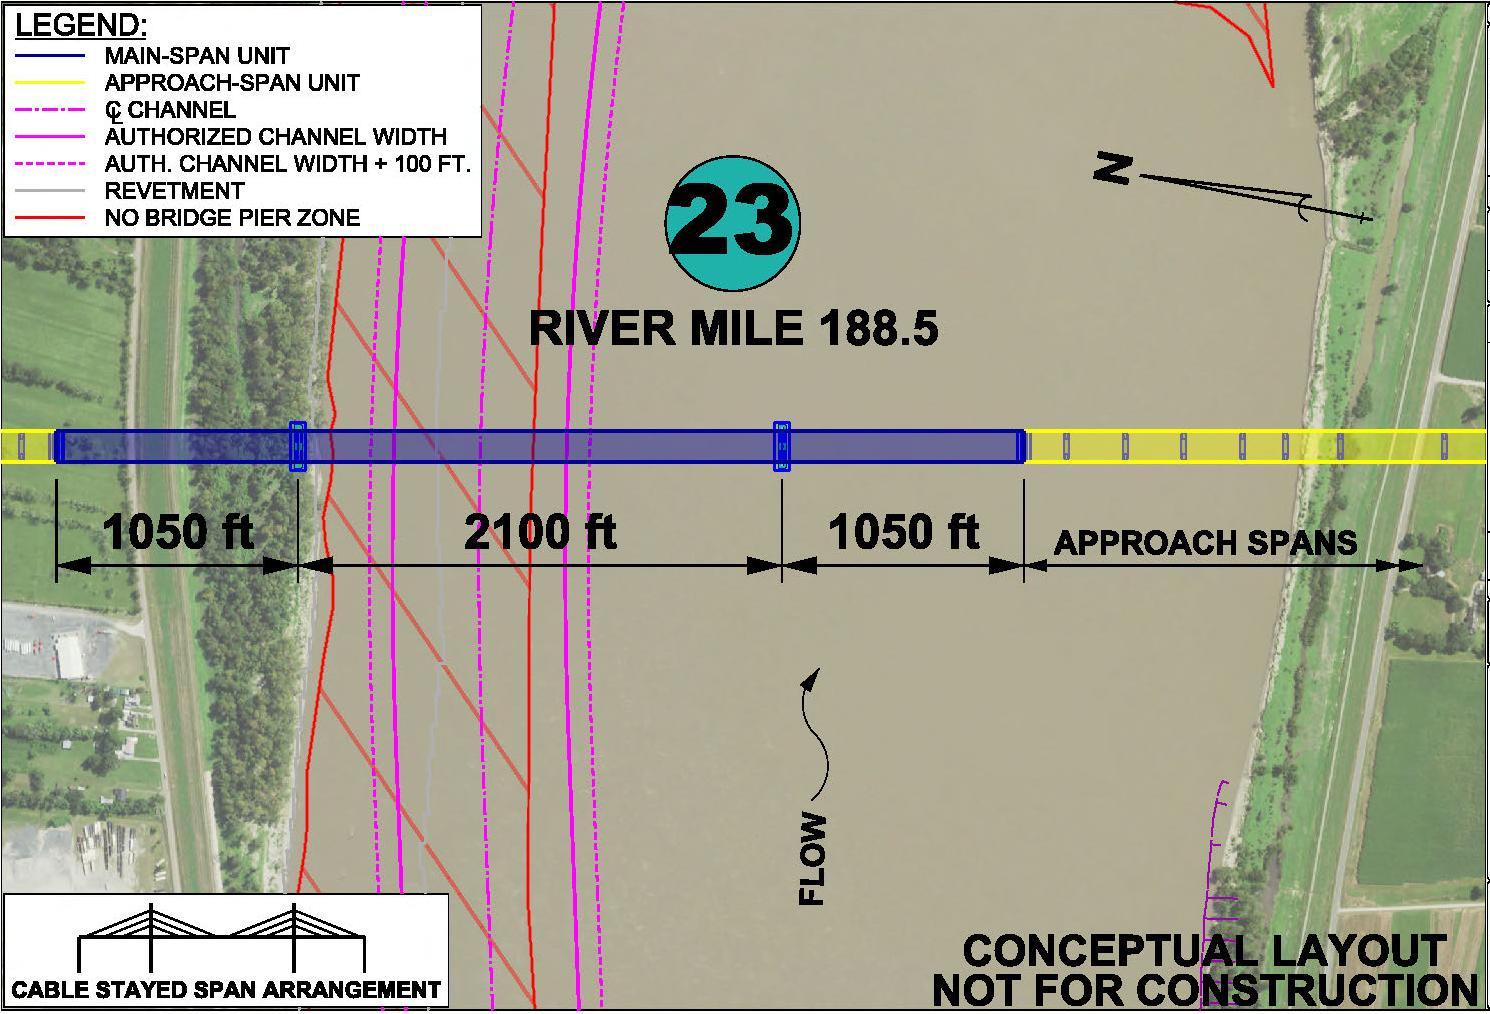 LEGEND:
MAIN-SPAN UNIT
APPROACH-SPAN UNIT
℄ CHANNEL
AUTHORIZED CHANNEL WIDTH
AUTH. CHANNEL WIDTH + 100 FT.
REVETMENT
NO BRIDGE PIER ZONE
23
RIVER MILE 188.5
N
1050 ft
2100 ft
1050 ft
APPROACH SPANS
FLOW
CABLE STAYED SPAN ARRANGEMENT
CONCEPTUAL LAYOUT
NOT FOR CONSTRUCTION